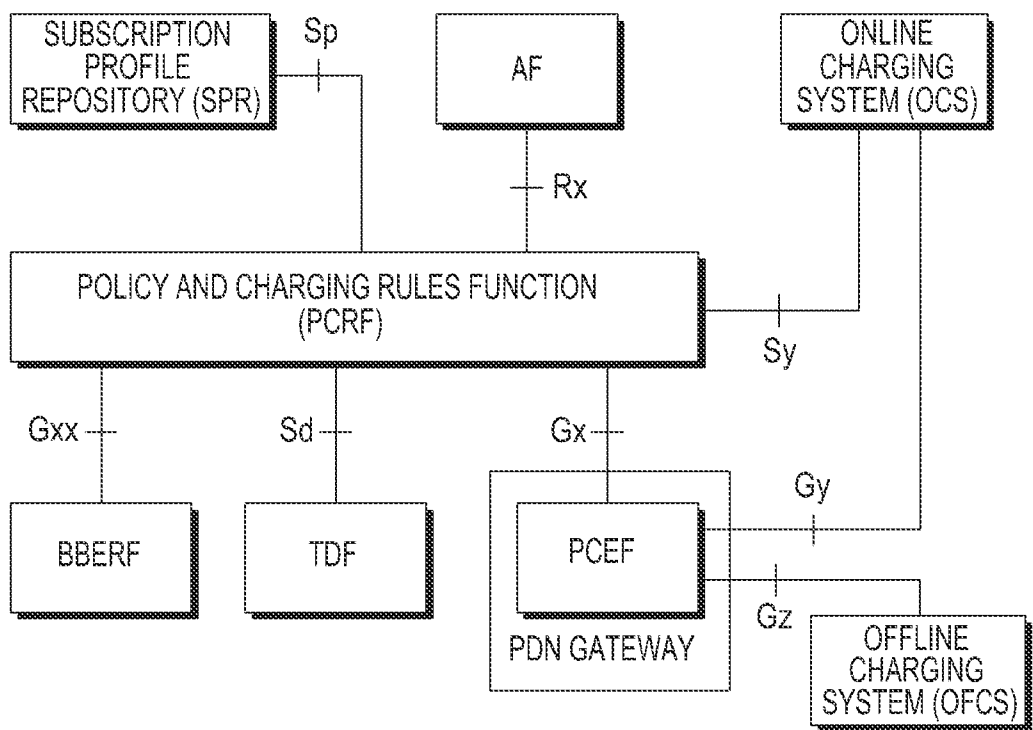 SUBSCRIPTION
PROFILE
REPOSITORY (SPR)
Sp
AF
ONLINE
CHARGING
SYSTEM (OCS)
Rx
POLICY AND CHARGING RULES FUNCTION
(PCRF)
Sy
Gxx
Sd
Gx
Gy
BBERF
TDF
PCEF
Gz
PDN GATEWAY
OFFLINE
CHARGING
SYSTEM (OFCS)